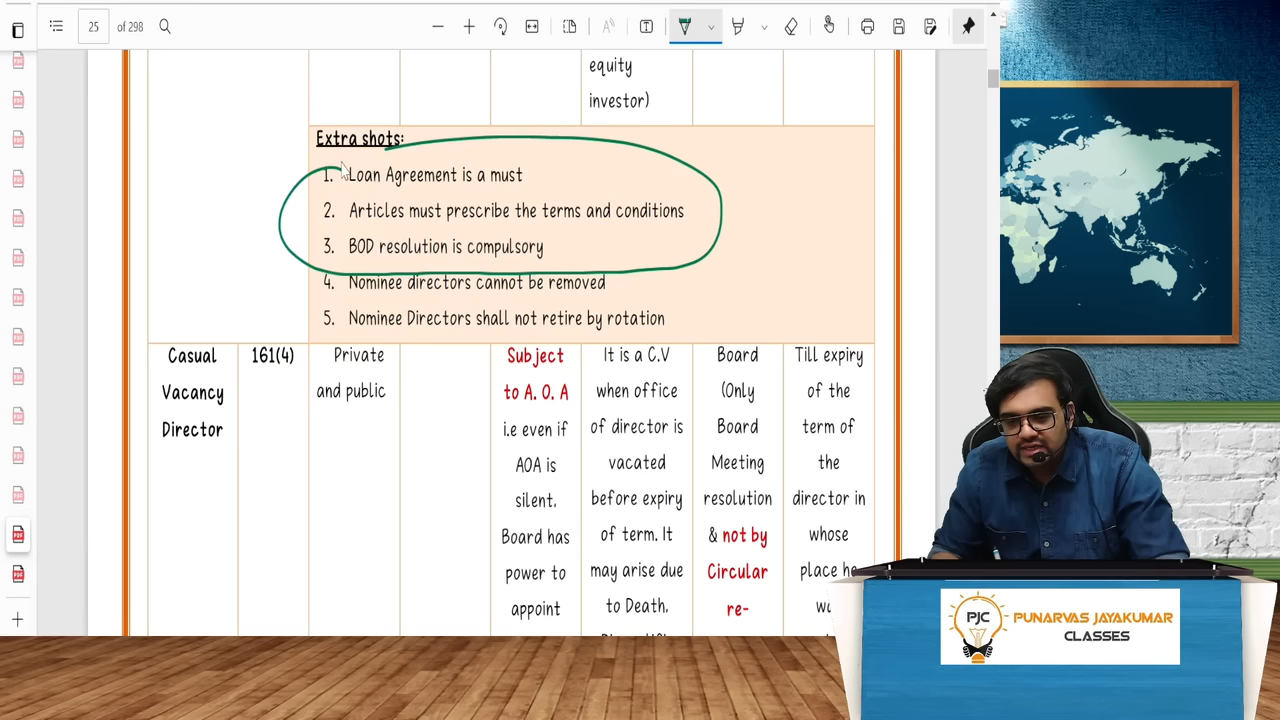 25 of 298
equity
investor)
Extra shots:
1. Loan Agreement is a must
2. Articles must prescribe the terms and conditions
3. BOD resolution is compulsory
4. Nominee directors cannot be removed
5. Nominee Directors shall not retire by rotation
Casual
Vacancy
Director
161(4)
Private
and public
Subject
to A. O. A
i.e even if
AOA is
silent.
Board has
power to
appoint
It is a C.V
when office
of director is
vacated
before expiry
of term. It
may arise due
to Death.
Board
(Only
Board
Meeting
resolution
& not by
Circular
re-
Till expiry
of the
term of
the
director in
whose
place he
PJC
PUNARVAS JAYAKUMAR
CLASSES